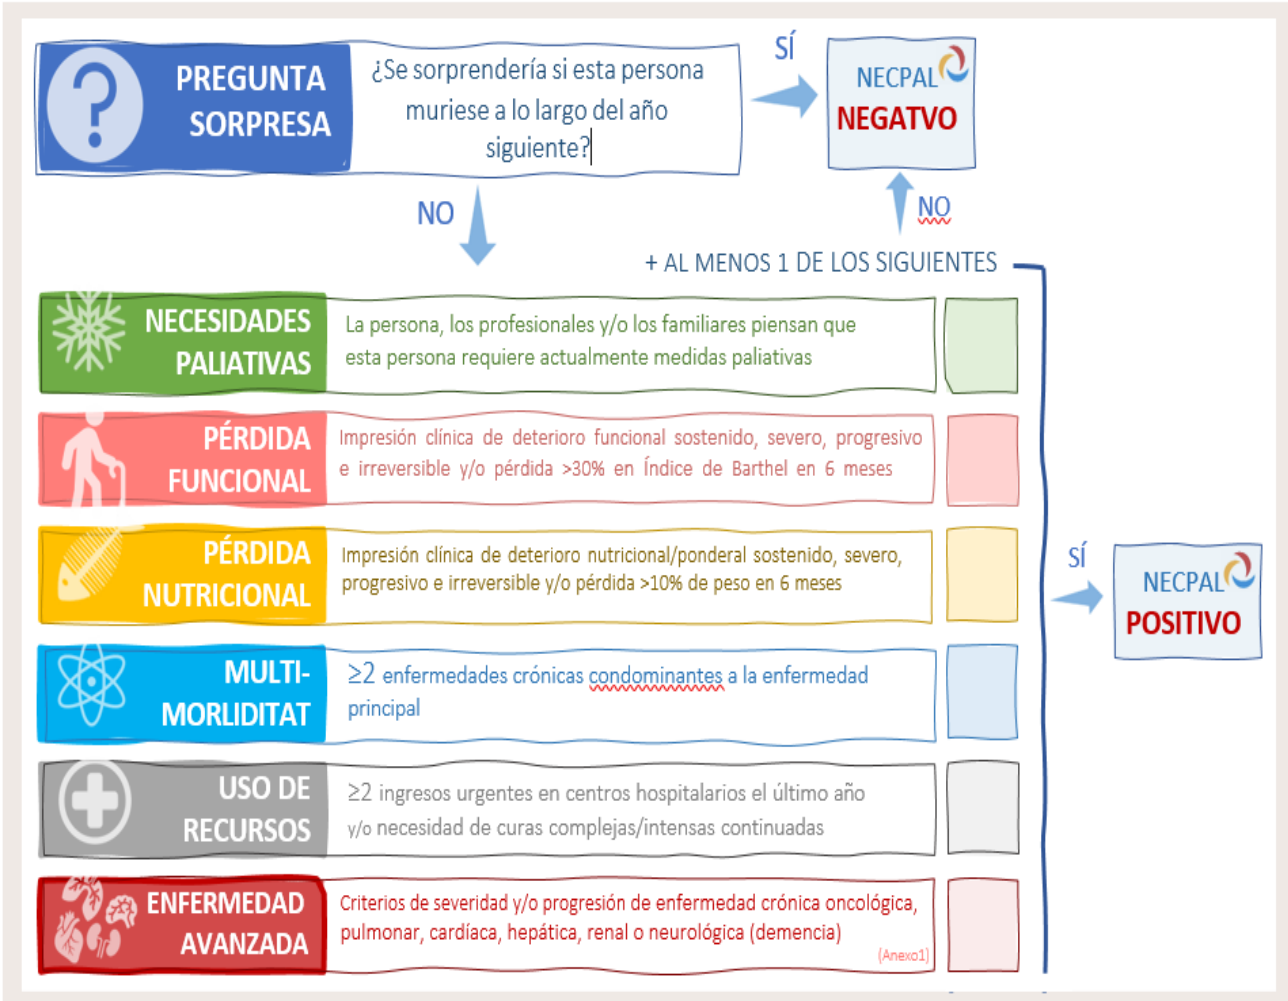 PREGUNTA
SORPRESA
¿Se sorprendería si esta persona
muriese a lo largo del año
siguiente?
SÍ
NECPAL
NEGATVO
NO
NO
+ AL MENOS 1 DE LOS SIGUIENTES
NECESIDADES
PALIATIVAS
La persona, los profesionales y/o los familiares piensan que
esta persona requiere actualmente medidas paliativas
PÉRDIDA
FUNCIONAL
Impresión clínica de deterioro funcional sostenido, severo, progresivo
e irreversible y/o pérdida >30% en Índice de Barthel en 6 meses
PÉRDIDA
NUTRICIONAL
Impresión clínica de deterioro nutricional/ponderal sostenido, severo,
progresivo e irreversible y/o pérdida >10% de peso en 6 meses
SÍ
NECPAL
POSITIVO
MULTI-
MORLIDITAT
≥2 enfermedades crónicas condominantes a la enfermedad
principal
USO DE
RECURSOS
≥2 ingresos urgentes en centros hospitalarios el último año
y/o necesidad de curas complejas/intensas continuadas
ENFERMEDAD
AVANZADA
Criterios de severidad y/o progresión de enfermedad crónica oncológica,
pulmonar, cardíaca, hepática, renal o neurológica (demencia)
(Anexo1)